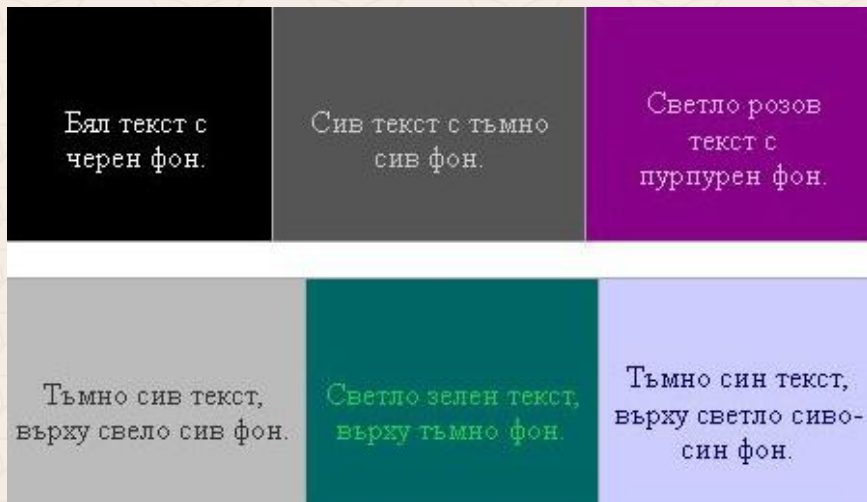 Бял текст с
черен фон.
Сив текст с тъмно
сив фон.
Светло розов
текст с
пурпурен фон.
Тъмно сив текст,
върху свело сив фон.
Светло зелен текст,
върху тъмно фон.
Тъмно син текст,
върху светло сиво-
син фон.